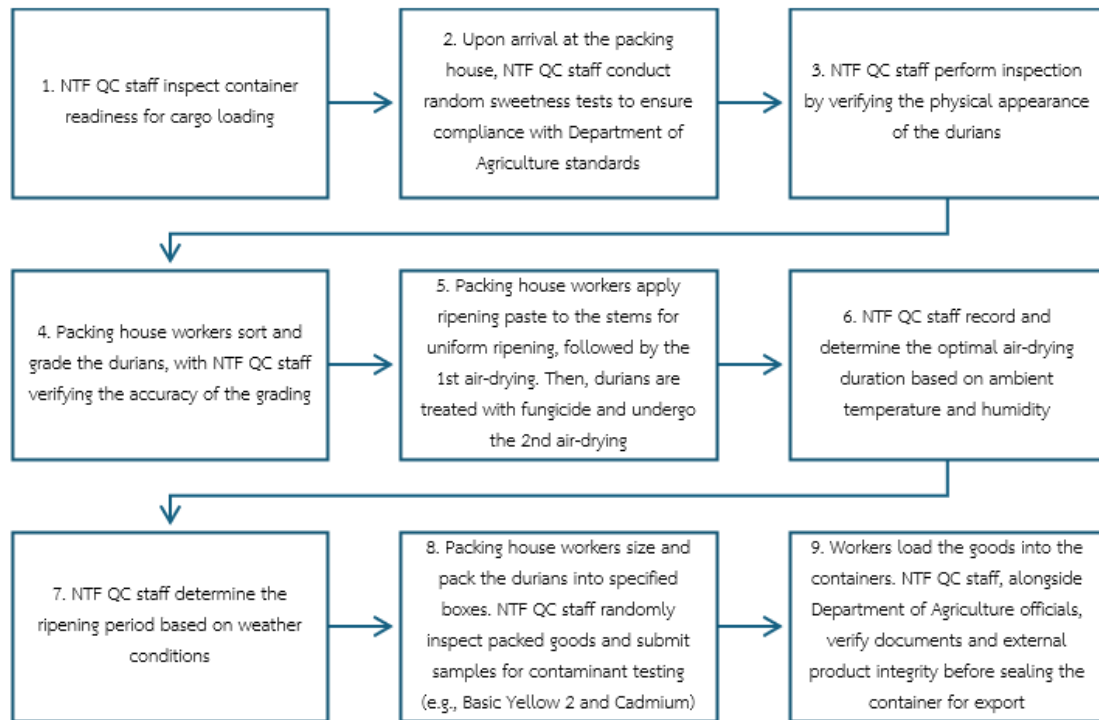 1. NTF QC staff inspect container
readiness for cargo loading
2. Upon arrival at the packing
house, NTF QC staff conduct
random sweetness tests to ensure
compliance with Department of
Agriculture standards
3. NTF QC staff perform inspection
by verifying the physical appearance
of the durians
4. Packing house workers sort and
grade the durians, with NTF QC staff
verifying the accuracy of the grading
5. Packing house workers apply
ripening paste to the stems for
uniform ripening, followed by the
1st air-drying. Then, durians are
treated with fungicide and undergo
the 2nd air-drying
6. NTF QC staff record and
determine the optimal air-drying
duration based on ambient
temperature and humidity
7. NTF QC staff determine the
ripening period based on weather
conditions
8. Packing house workers size and
pack the durians into specified
boxes. NTF QC staff randomly
inspect packed goods and submit
samples for contaminant testing
(e.g., Basic Yellow 2 and Cadmium)
9. Workers load the goods into the
containers. NTF QC staff, alongside
Department of Agriculture officials,
verify documents and external
product integrity before sealing the
container for export